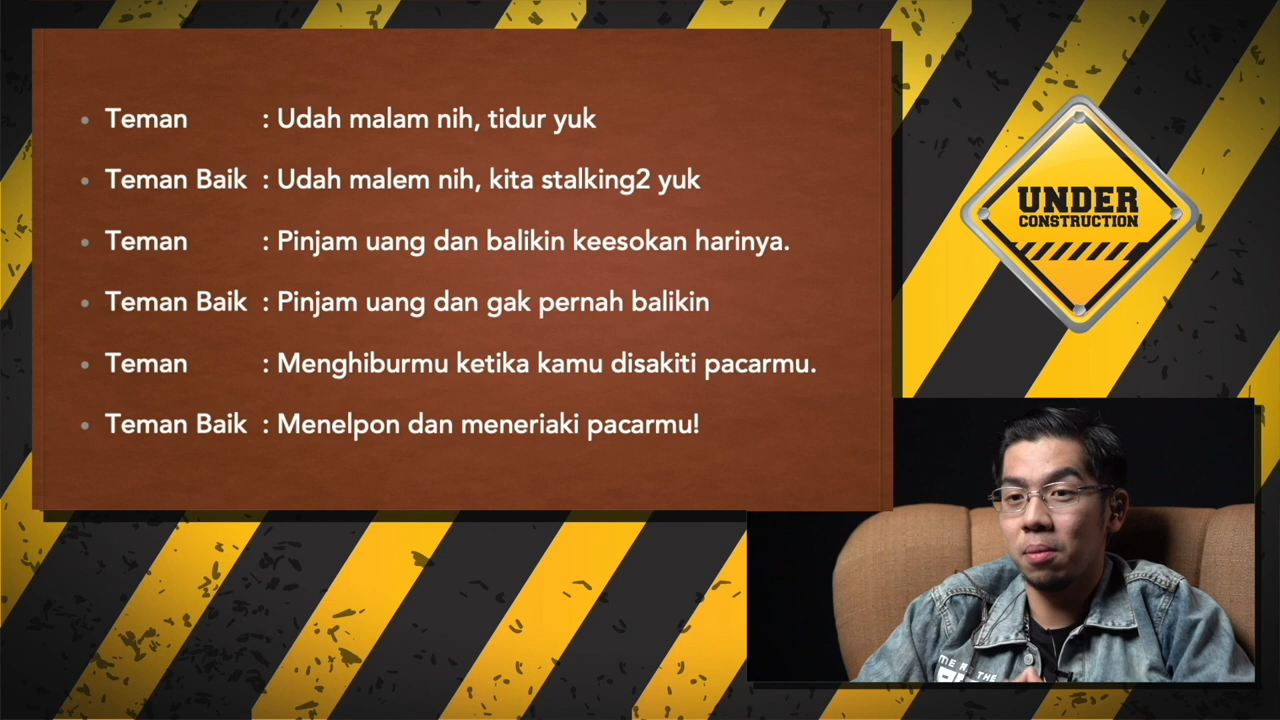 Teman : Udah malam nih, tidur yuk
Teman Baik : Udah malem nih, kita stalking2 yuk
Teman : Pinjam uang dan balikin keesokan harinya.
Teman Baik : Pinjam uang dan gak pernah balikin
Teman : Menghiburmu ketika kamu disakiti pacarmu.
Teman Baik : Menelpon dan meneriaki pacarmu!
UNDER
CONSTRUCTION
THE